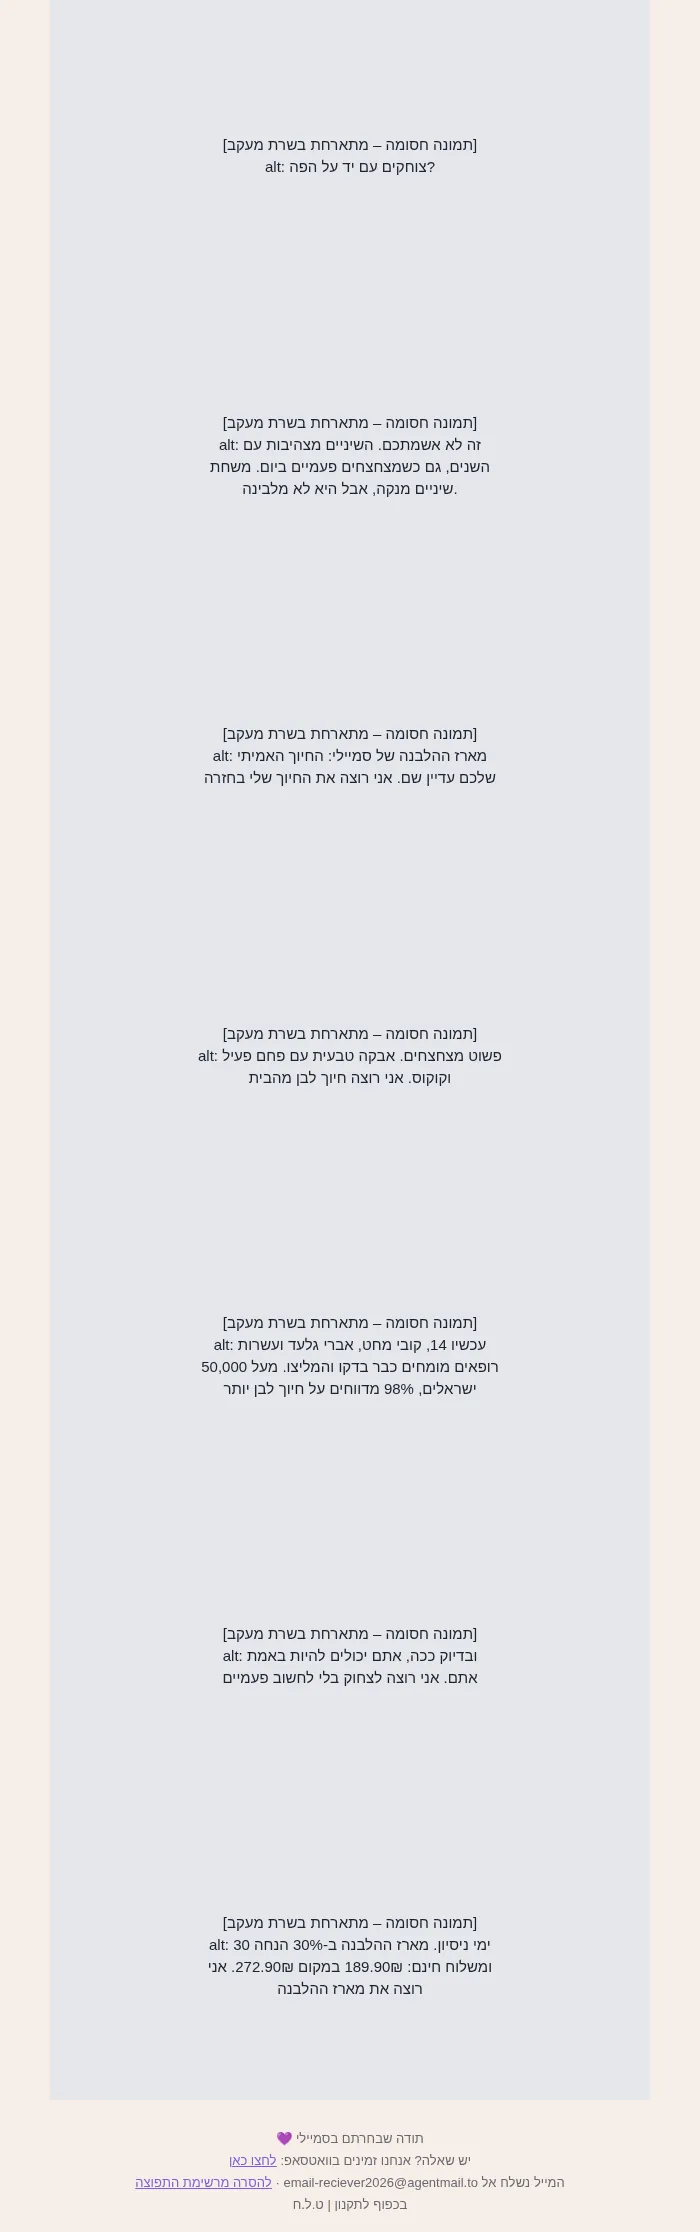 [תמונה חסומה – מתארחת בשרת מעקב]
alt: צוחקים עם יד על הפה?
[תמונה חסומה – מתארחת בשרת מעקב]
alt: זה לא אשמתכם. השיניים מצהיבות עם
השנים, גם כשמצחצחים פעמיים ביום. משחת
שיניים מנקה, אבל היא לא מלבינה.
[תמונה חסומה – מתארחת בשרת מעקב]
alt: מארז ההלבנה של סמיילי: החיוך האמיתי
שלכם עדיין שם. אני רוצה את החיוך שלי בחזרה
[תמונה חסומה – מתארחת בשרת מעקב]
alt: פשוט מצחצחים. אבקה טבעית עם פחם פעיל
וקוקוס. אני רוצה חיוך לבן מהבית
[תמונה חסומה – מתארחת בשרת מעקב]
alt: עכשיו 14, קובי מחט, אברי גלעד ועשרות
רופאים מומחים כבר בדקו והמליצו. מעל 50,000
ישראלים, 98% מדווחים על חיוך לבן יותר
[תמונה חסומה – מתארחת בשרת מעקב]
alt: ובדיוק ככה, אתם יכולים להיות באמת
אתם. אני רוצה לצחוק בלי לחשוב פעמיים
[תמונה חסומה – מתארחת בשרת מעקב]
alt: 30 ימי ניסיון. מארז ההלבנה ב-30% הנחה
ומשלוח חינם: 189.90₪ במקום 272.90₪. אני
רוצה את מארז ההלבנה
תודה שבחרתם בסמיילי 💜
יש שאלה? אנחנו זמינים בוואטסאפ: לחצו כאן
המייל נשלח אל email-reciever2026@agentmail.to · להסרה מרשימת התפוצה
בכפוף לתקנון | ט.ל.ח